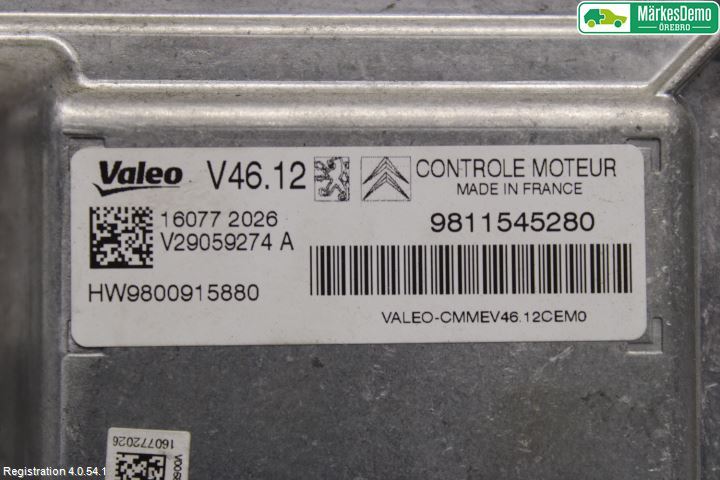 MärkesDemo
ÖREBRO
Valeo V46.12 CONTROLE MOTEUR
MADE IN FRANCE
16077 2026
V29059274 A
9811545280
HW9800915880
VALEO-CMMEV46.12CEM0
160772026
Registration 4.0.54.1